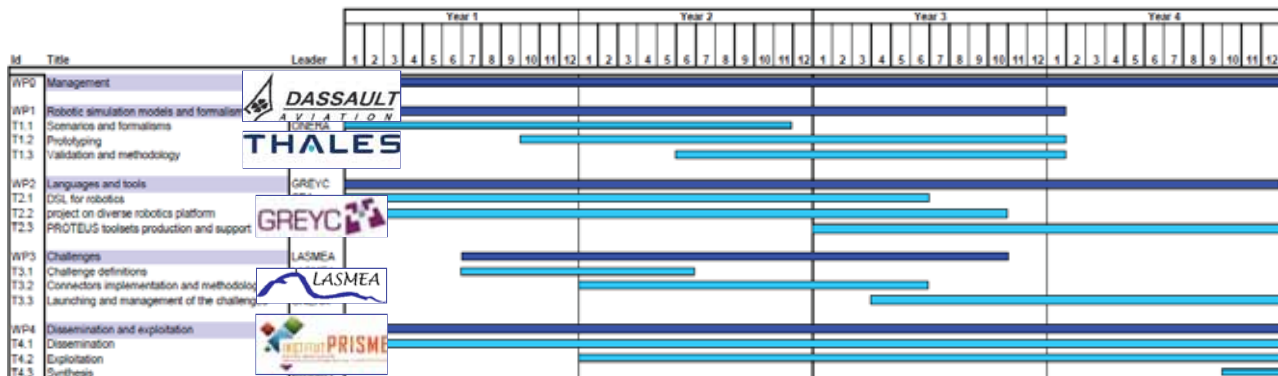 Year 1 Year 2 Year 3 Year 4
Id Title Leader 1 2 3 4 5 6 7 8 9 10 11 12 1 2 3 4 5 6 7 8 9 10 11 12 1 2 3 4 5 6 7 8 9 10 11 12 1 2 3 4 5 6 7 8 9 10 11 12
WP0 Management
DASSAULT
AVIATION
WP1 Robotic simulation models and formalism
T1.1 Scenarios and formalisms ONERA
T1.2 Prototyping
THALES
T1.3 Validation and methodology
WP2 Languages and tools GREYC
T2.1 DSL for robotics
T2.2 project on diverse robotics platform
GREYC
T2.3 PROTEUS toolsets production and support
WP3 Challenges LASMEA
T3.1 Challenge definitions
LASMEA
T3.2 Connectors implementation and methodolog
T3.3 Launching and management of the challenges
WP4 Dissemination and exploitation
T4.1 Dissemination
INSTITUT PRISME
T4.2 Exploitation
T4.3 Synthesis